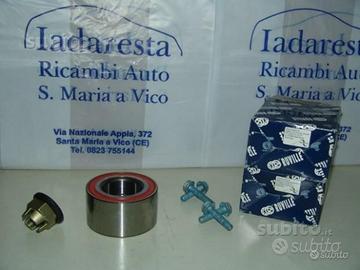 Iadaresta
Ricambi Auto
S. Maria a Vico
Via Nazionale Appia, 372
Santa Maria a Vico (CE)
Tel. 0823 755144
Iadaresta
Ricambi Auto
S. Maria a Vico
RUVILLE
subito.it
subito
subito